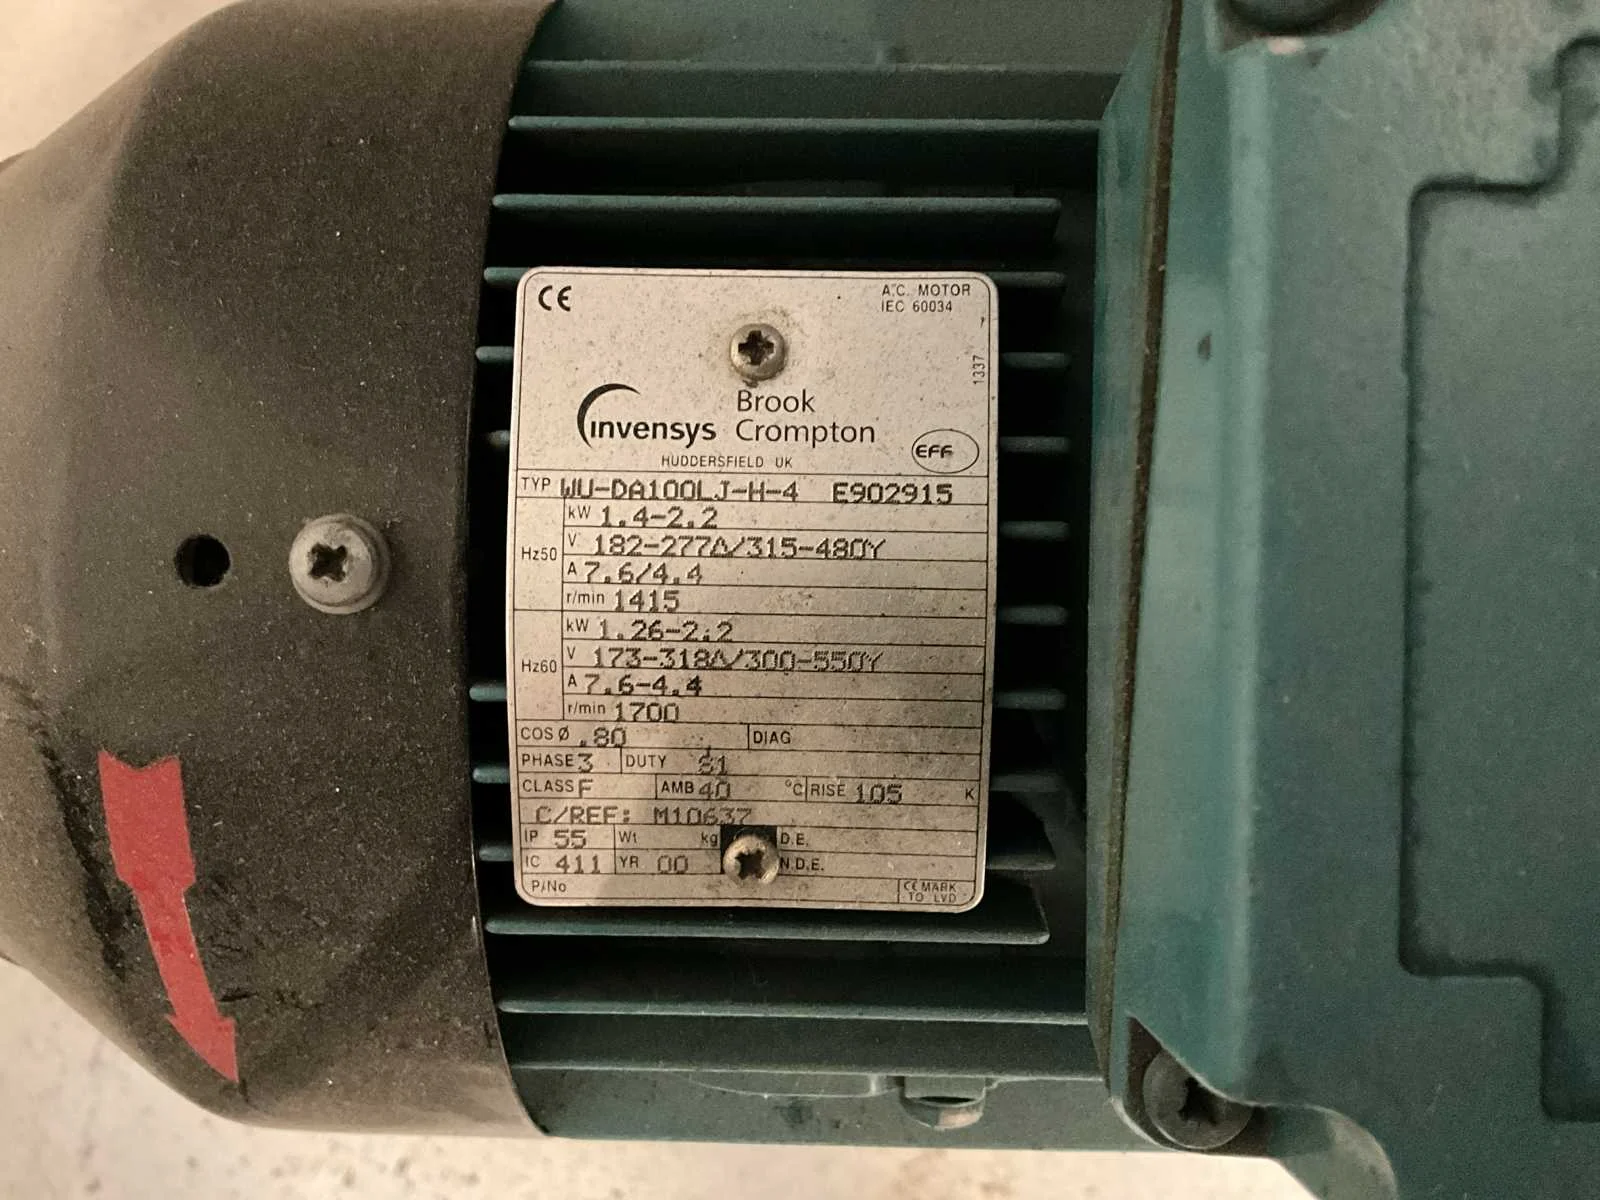 CE
A.C. MOTOR
IEC 60034
1337
Brook
invensys Crompton
EFF
HUDDERSFIELD UK
TYP WU-DA100LJ-H-4 E902915
Hz50
kW 1.4-2.2
V 182-277Δ/315-480Y
A 7.6/4.4
r/min 1415
Hz60
kW 1.26-2.2
V 173-318Δ/300-550Y
A 7.6-4.4
r/min 1700
COS Ø .80 DIAG
PHASE 3 DUTY S1
CLASS F AMB 40 °C RISE 105 K
C/REF: M10637
IP 55 Wt kg D.E.
IC 411 YR 00 N.D.E.
P/No CE MARK
TO LVD